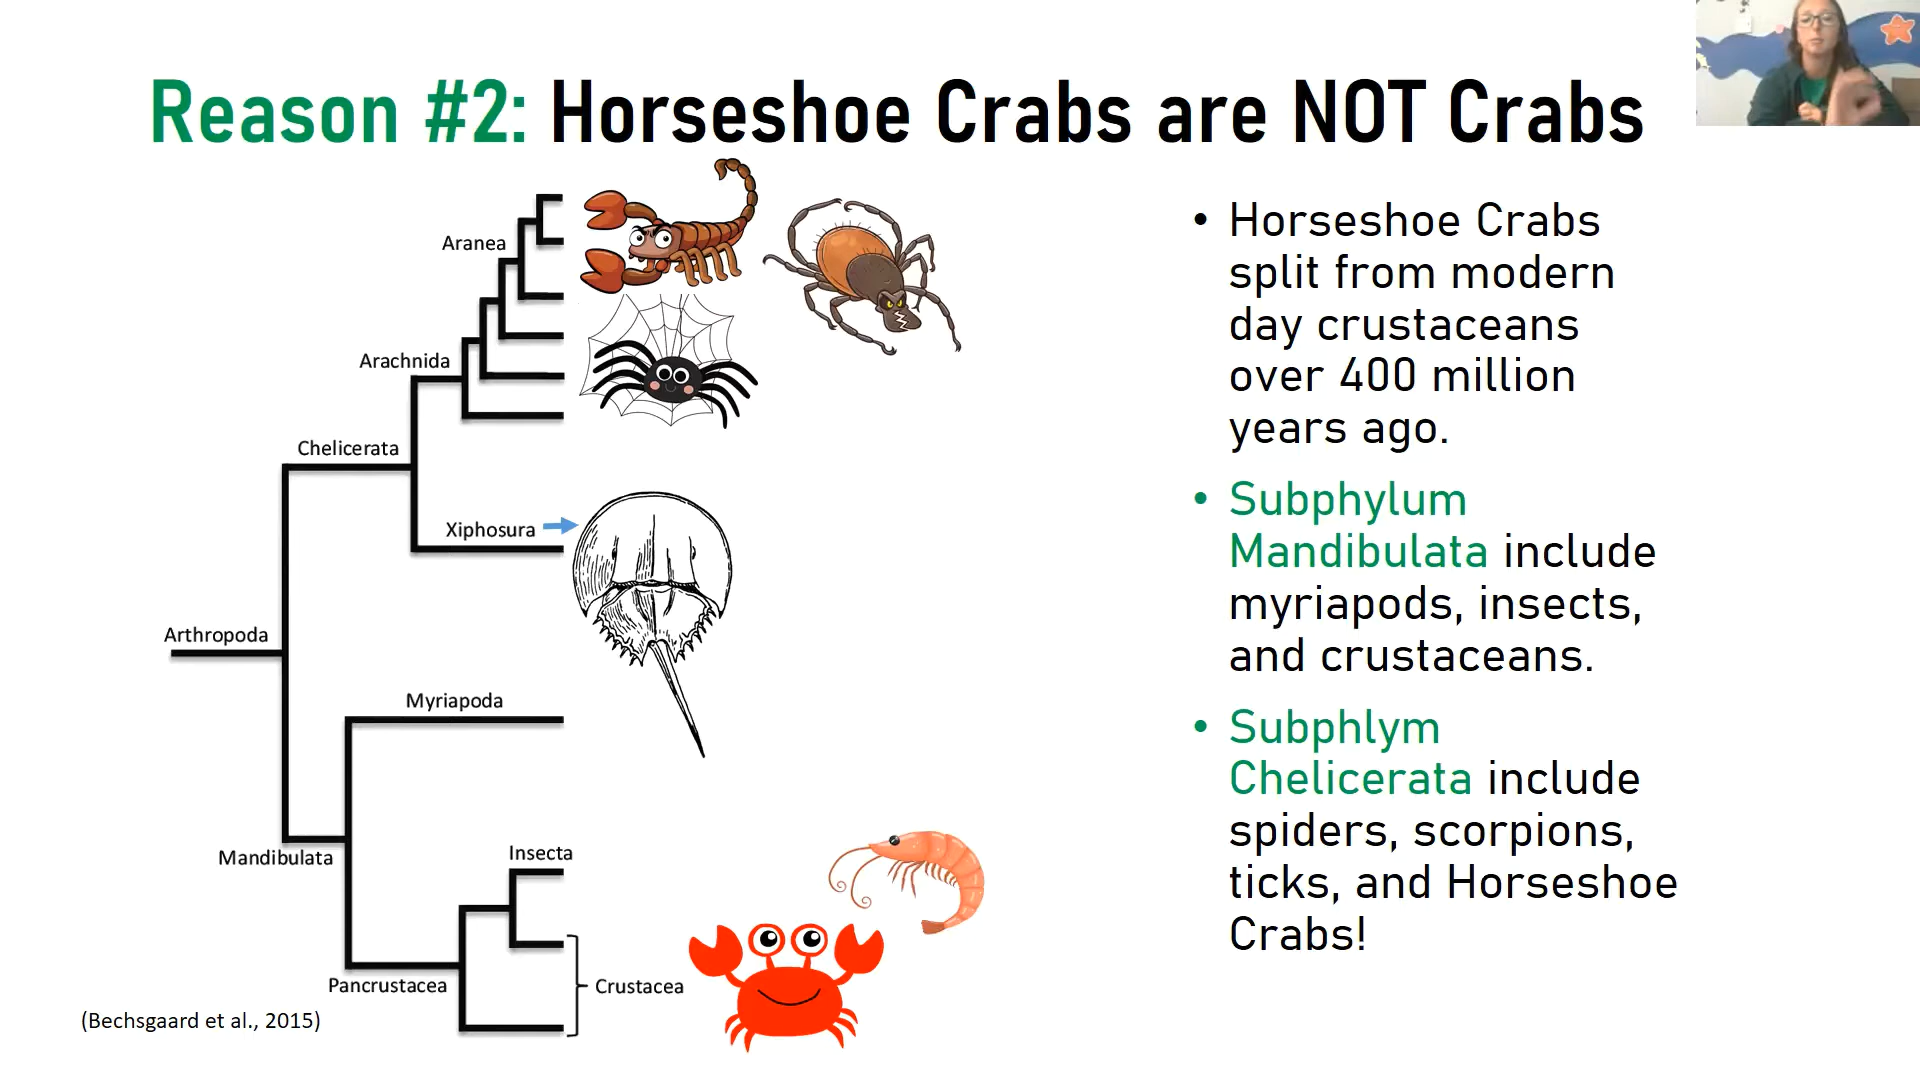 Reason #2: Horseshoe Crabs are NOT Crabs
Aranea
Arachnida
Chelicerata
Xiphosura
Arthropoda
Myriapoda
Mandibulata
Insecta
Pancrustacea
Crustacea
(Bechsgaard et al., 2015)
• Horseshoe Crabs
split from modern
day crustaceans
over 400 million
years ago.
• Subphylum
Mandibulata include
myriapods, insects,
and crustaceans.
• Subphlym
Chelicerata include
spiders, scorpions,
ticks, and Horseshoe
Crabs!